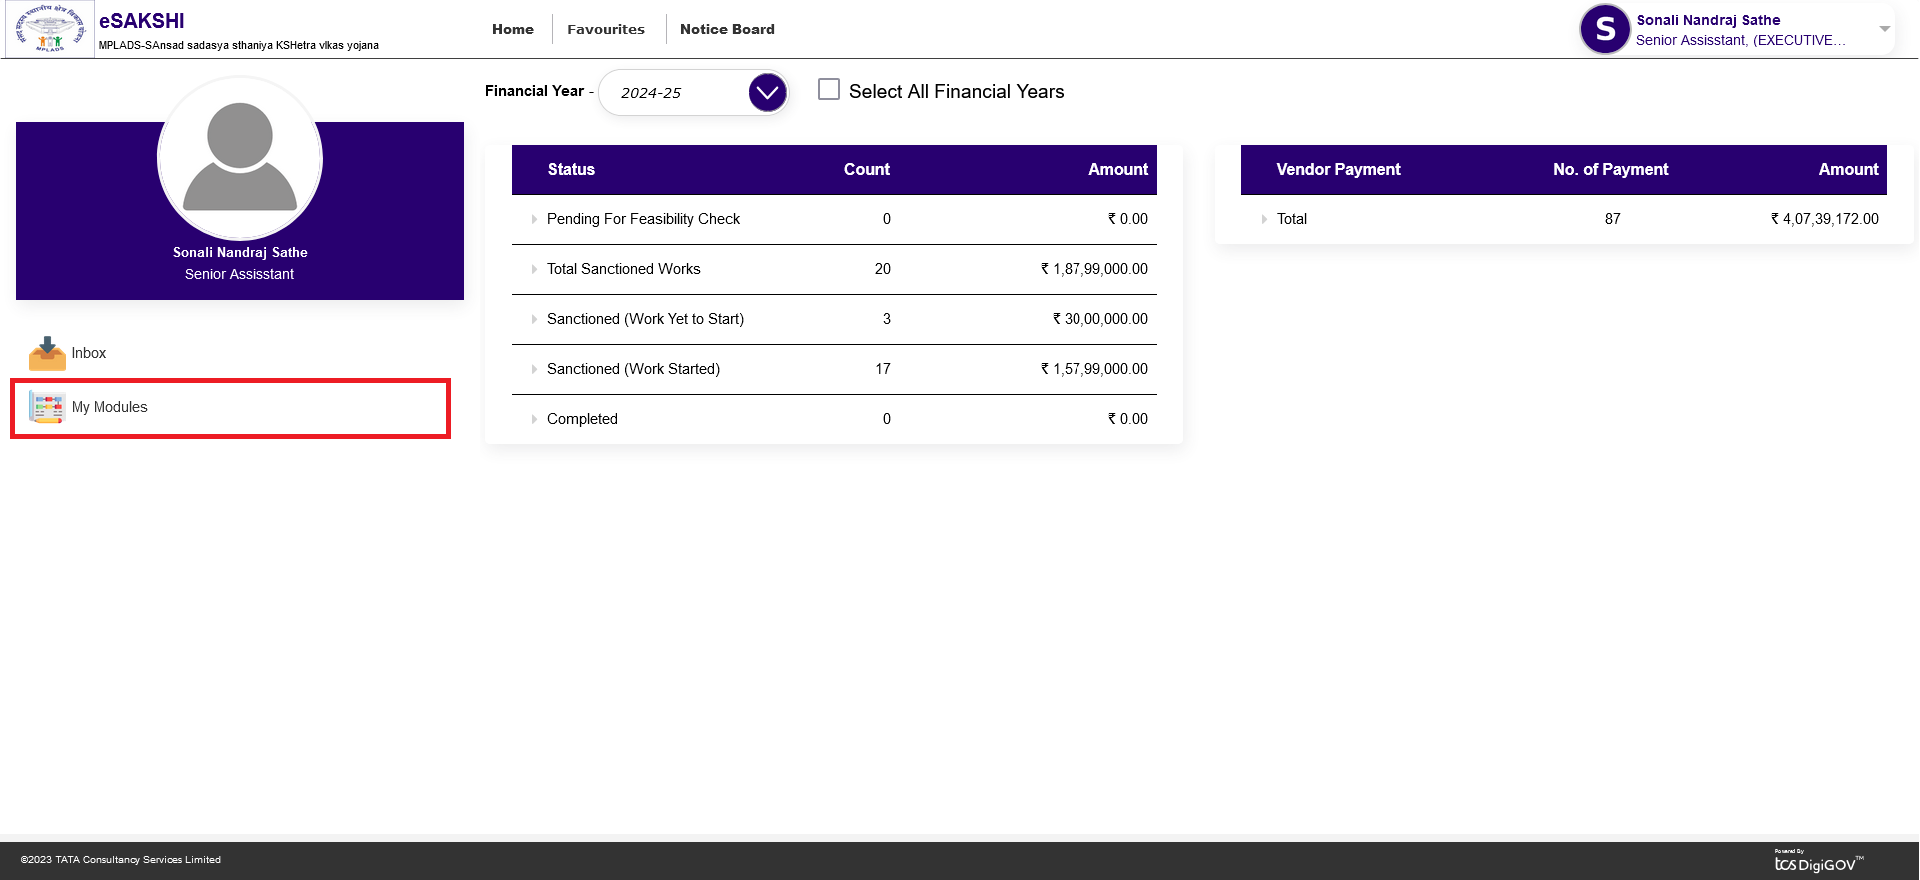 eSAKSHI
MPLADS-SAnsad sadasya sthaniya KSHetra vIkas yojana
MPLADS
Home
Favourites
Notice Board
S
Sonali Nandraj Sathe
Senior Assisstant, (EXECUTIVE...
Sonali Nandraj Sathe
Senior Assisstant
Inbox
My Modules
Financial Year - 2024-25
Select All Financial Years
Status Count Amount
Pending For Feasibility Check 0 ₹ 0.00
Total Sanctioned Works 20 ₹ 1,87,99,000.00
Sanctioned (Work Yet to Start) 3 ₹ 30,00,000.00
Sanctioned (Work Started) 17 ₹ 1,57,99,000.00
Completed 0 ₹ 0.00
Vendor Payment No. of Payment Amount
Total 87 ₹ 4,07,39,172.00
©2023 TATA Consultancy Services Limited
Powered By
tcs DigiGOV™